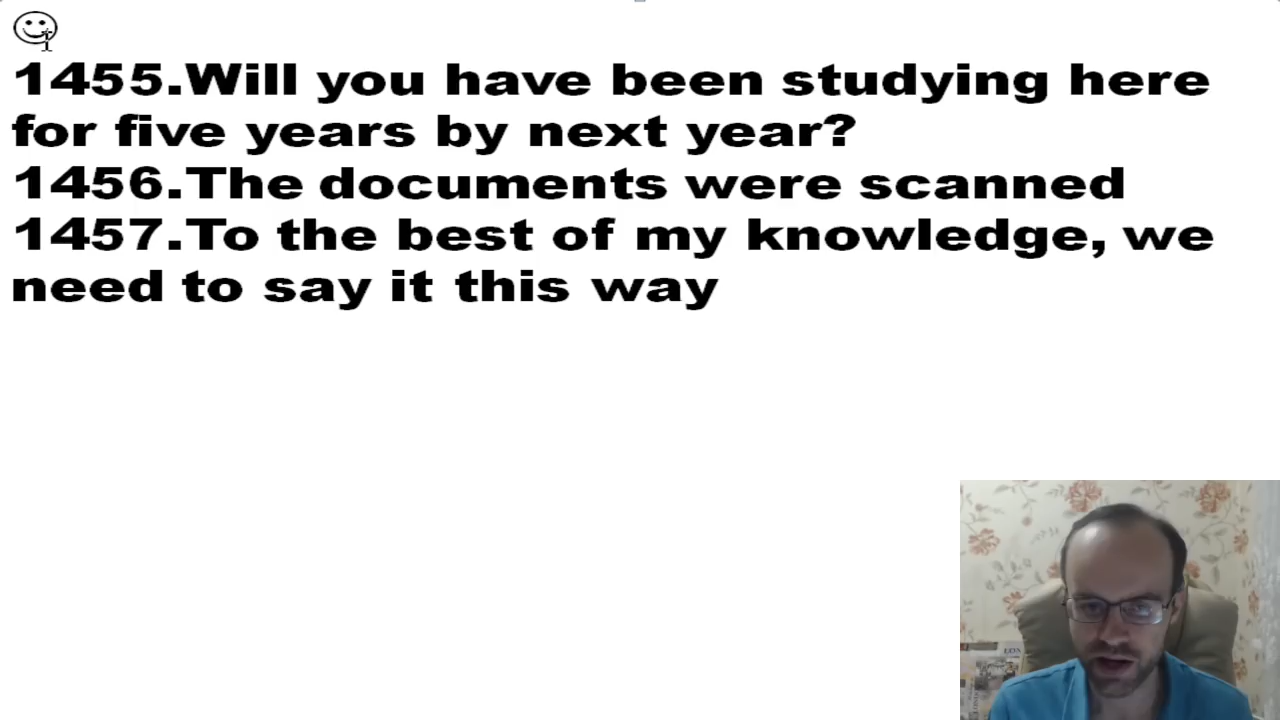 1455.Will you have been studying here
for five years by next year?
1456.The documents were scanned
1457.To the best of my knowledge, we
need to say it this way